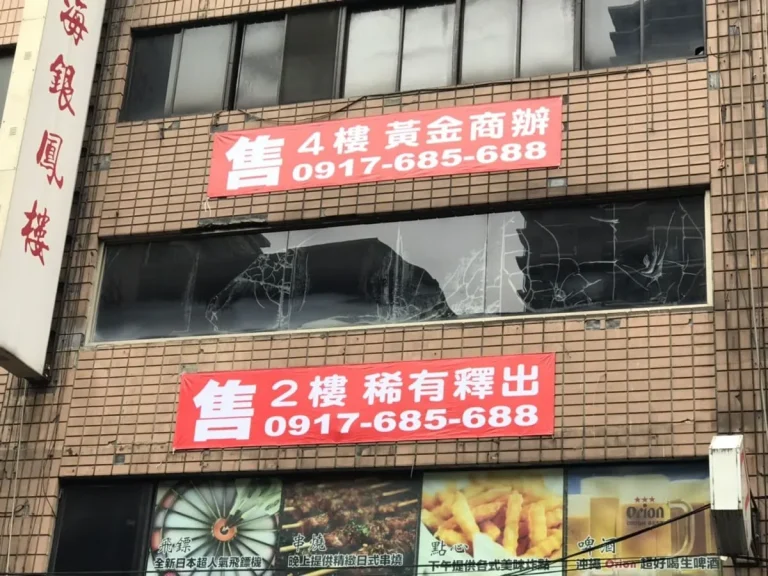 海銀鳳樓
售 4樓 黃金商辦
0917-685-688
售 2樓 稀有釋出
0917-685-688
飛鏢
全新日本超人氣飛鏢機
串燒
晚上提供精緻日式串燒
點心
下午提供各式美味炸點
Orion
啤酒
沖繩 Orion 超好喝生啤酒